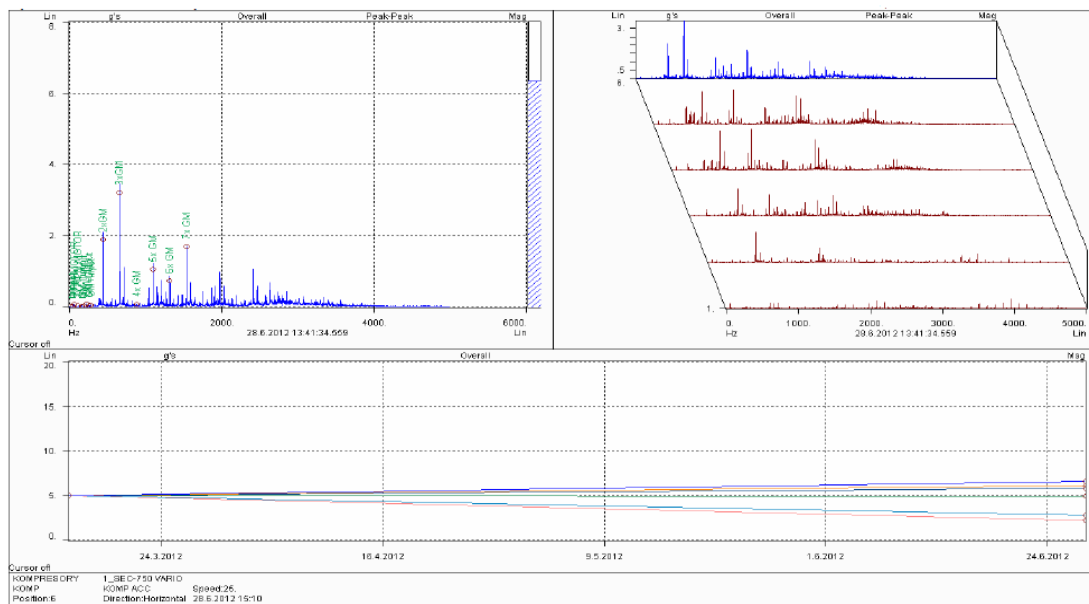 Lin g's Overall Peak-Peak Mag
8.
6.
4.
2.
0.
2xGM
3xGM
4x GM
5x GM
6x GM
7x GM
0. 2000. 4000. 6000.
Hz 28.6.2012 13:41:34.559 Lin
Cursor off
Lin g's Overall Peak-Peak Mag
3.
.5
6.
1.
0. 1000. 2000. 3000. 4000. 5000.
Hz 28.6.2012 13:41:34.559 Lin
Lin g's Overall Mag
20.
15.
10.
5.
0.
24.3.2012 16.4.2012 9.5.2012 1.6.2012 24.6.2012
Cursor off
KOMPRESORY 1_SEC-750 VARIO
KOMP KOMP ACC Speed:25.
Position:6 Direction:Horizontal 28.6.2012 15:10